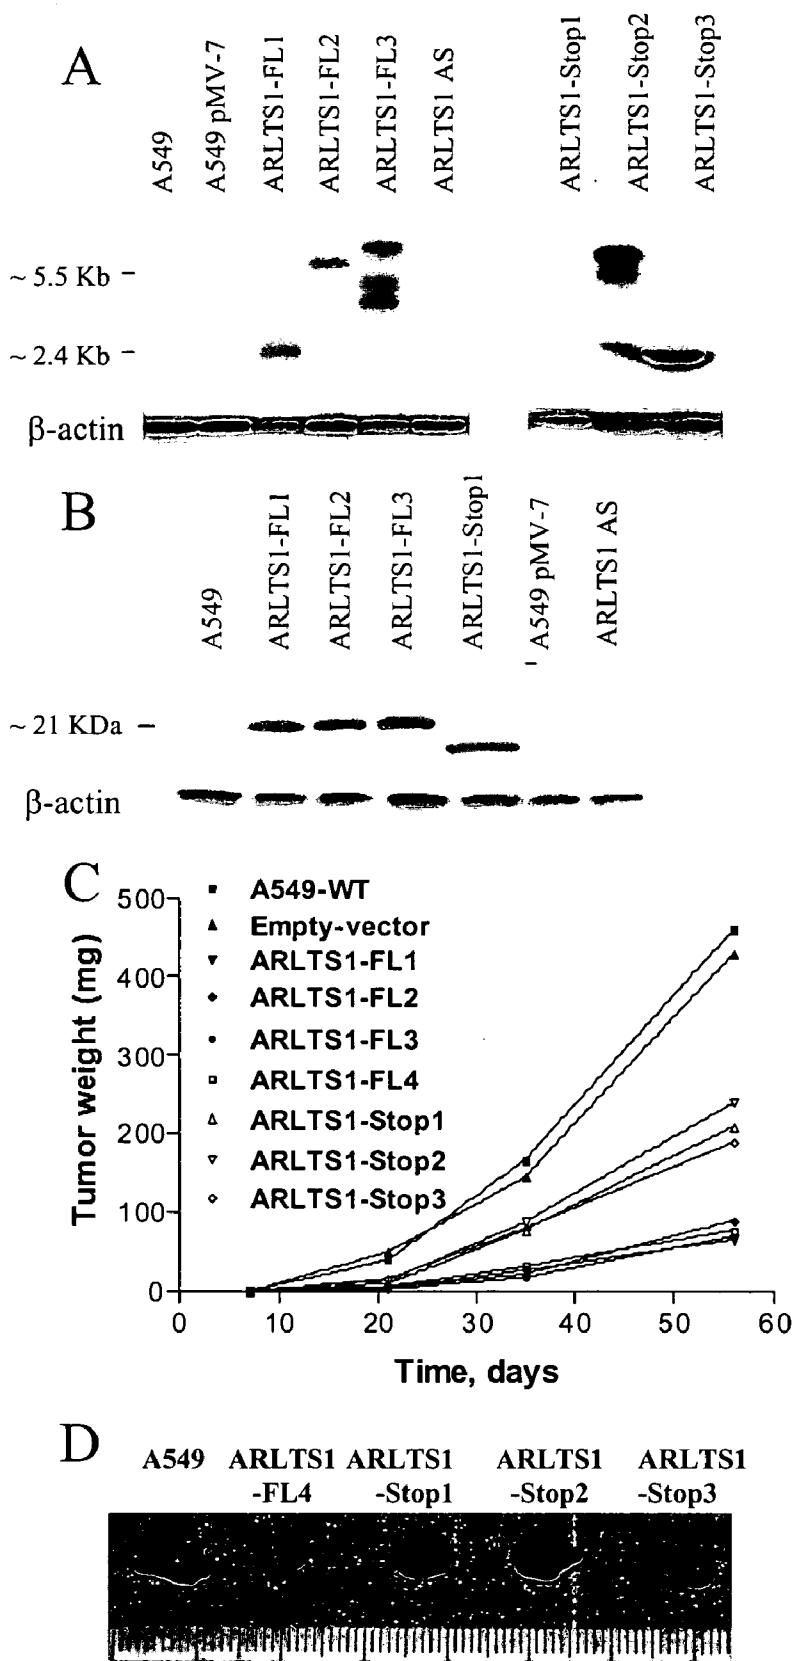 A
A549
A549 pMV-7
ARLTS1-FL1
ARLTS1-FL2
ARLTS1-FL3
ARLTS1 AS
ARLTS1-Stop1
ARLTS1-Stop2
ARLTS1-Stop3
~ 5.5 Kb
~ 2.4 Kb
β-actin
B
A549
ARLTS1-FL1
ARLTS1-FL2
ARLTS1-FL3
ARLTS1-Stop1
A549 pMV-7
ARLTS1 AS
~ 21 KDa
β-actin
C
Tumor weight (mg)
500
400
300
200
100
0
A549-WT
Empty-vector
ARLTS1-FL1
ARLTS1-FL2
ARLTS1-FL3
ARLTS1-FL4
ARLTS1-Stop1
ARLTS1-Stop2
ARLTS1-Stop3
0 10 20 30 40 50 60
Time, days
D
A549 ARLTS1 ARLTS1 ARLTS1 ARLTS1
-FL4 -Stop1 -Stop2 -Stop3